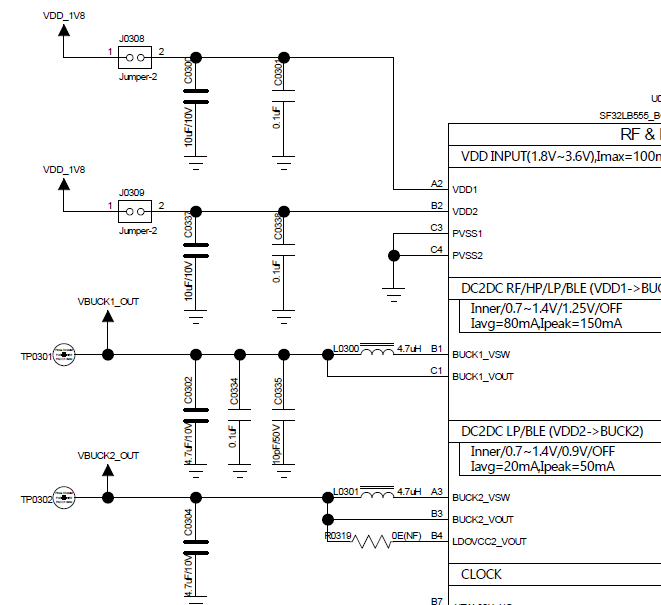 VDD_1V8
J0308
1
2
Jumper-2
10uF/10V
0.1uF
U0
SF32LB555_B
RF &
VDD INPUT(1.8V~3.6V),Imax=100m
A2
VDD1
VDD_1V8
J0309
1
2
Jumper-2
C0337
10uF/10V
C0338
0.1uF
B2
VDD2
C3
PVSS1
C4
PVSS2
DC2DC RF/HP/LP/BLE (VDD1->BUC
Inner/0.7~1.4V/1.25V/OFF
Iavg=80mA,Ipeak=150mA
VBUCK1_OUT
TP0301
L0300
4.7uH
B1
BUCK1_VSW
C1
BUCK1_VOUT
C0302
4.7uF/10V
C0334
0.1uF
C0335
10pF/50V
DC2DC LP/BLE (VDD2->BUCK2)
Inner/0.7~1.4V/0.9V/OFF
Iavg=20mA,Ipeak=50mA
VBUCK2_OUT
TP0302
L0301
4.7uH
A3
BUCK2_VSW
B3
BUCK2_VOUT
R0319
0E(NF)
B4
LDOVCC2_VOUT
C0304
4.7uF/10V
CLOCK
B7